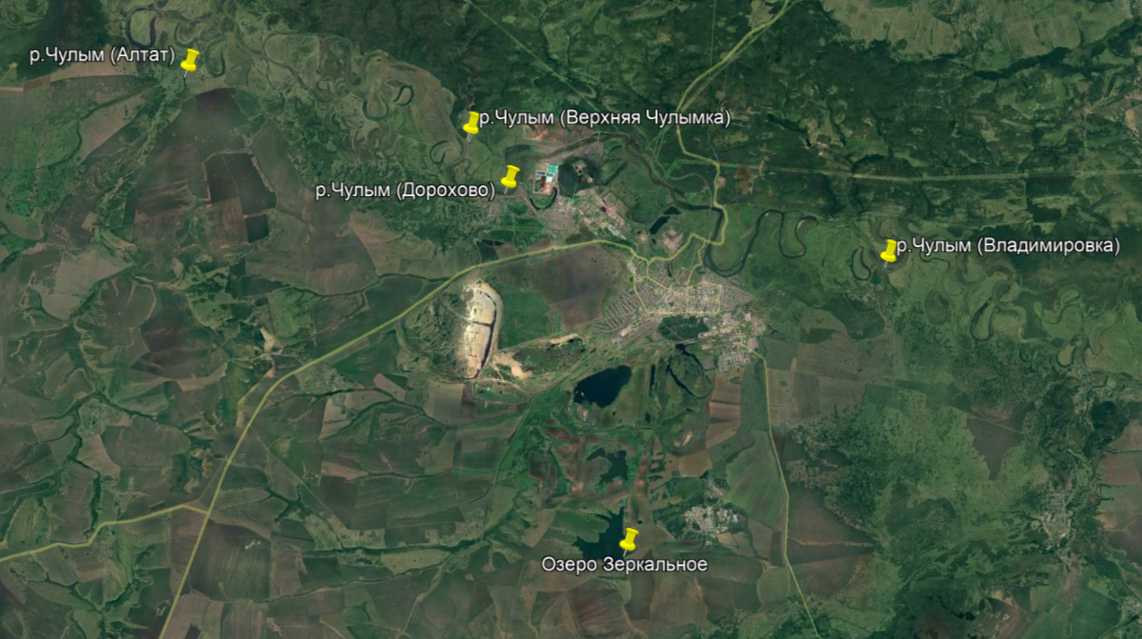 р.Чулым (Алтат)
р.Чулым (Верхняя Чулымка)
р.Чулым (Дорохово)
р.Чулым (Владимировка)
Озеро Зеркальное